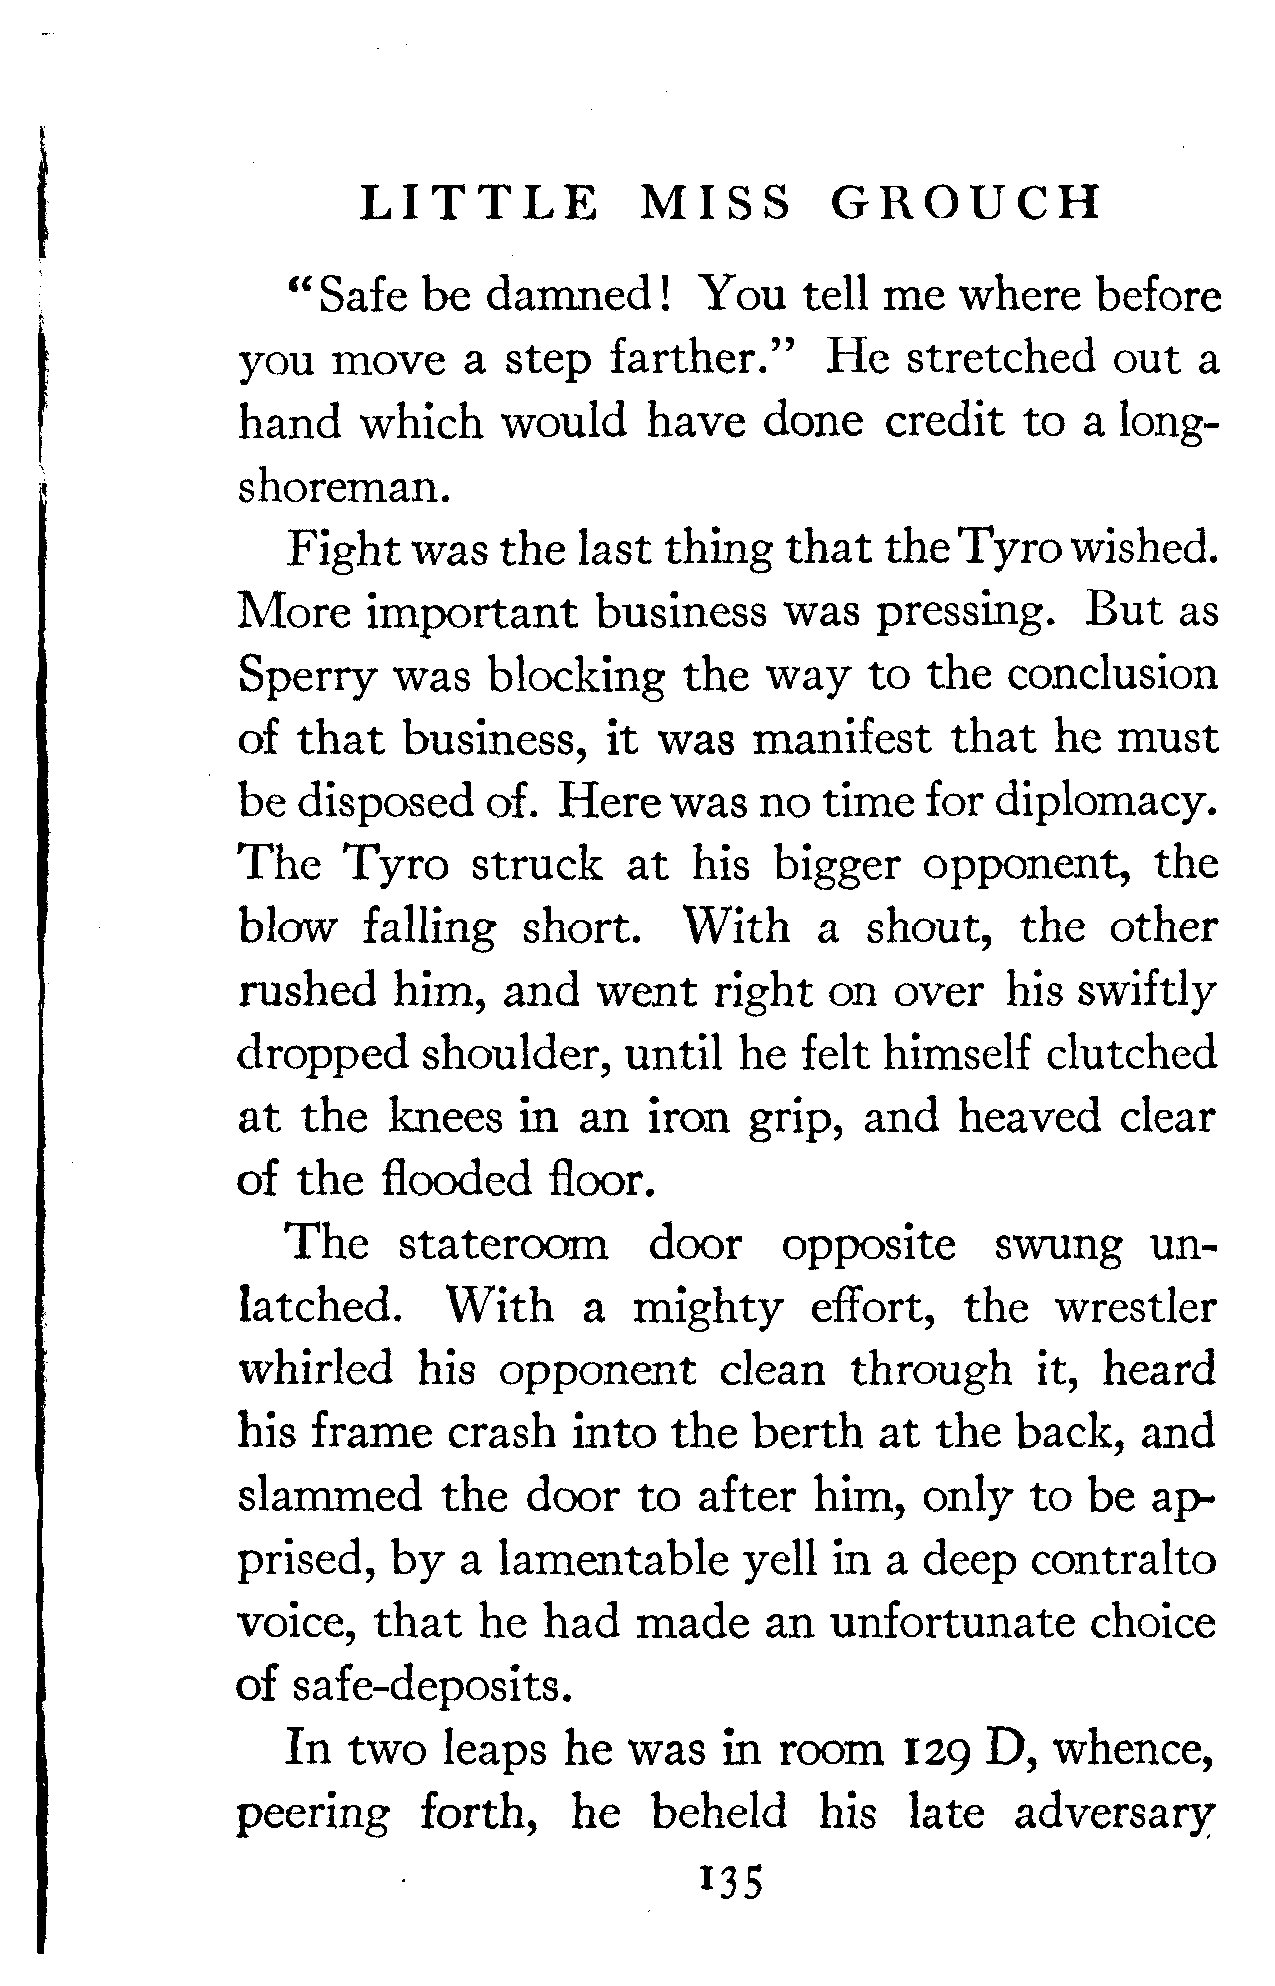 LITTLE MISS GROUCH
“Safe be damned! You tell me where before
you move a step farther.” He stretched out a
hand which would have done credit to a long-
shoreman.
Fight was the last thing that the Tyro wished.
More important business was pressing. But as
Sperry was blocking the way to the conclusion
of that business, it was manifest that he must
be disposed of. Here was no time for diplomacy.
The Tyro struck at his bigger opponent, the
blow falling short. With a shout, the other
rushed him, and went right on over his swiftly
dropped shoulder, until he felt himself clutched
at the knees in an iron grip, and heaved clear
of the flooded floor.
The stateroom door opposite swung un-
latched. With a mighty effort, the wrestler
whirled his opponent clean through it, heard
his frame crash into the berth at the back, and
slammed the door to after him, only to be ap-
prised, by a lamentable yell in a deep contralto
voice, that he had made an unfortunate choice
of safe-deposits.
In two leaps he was in room 129 D, whence,
peering forth, he beheld his late adversary
135